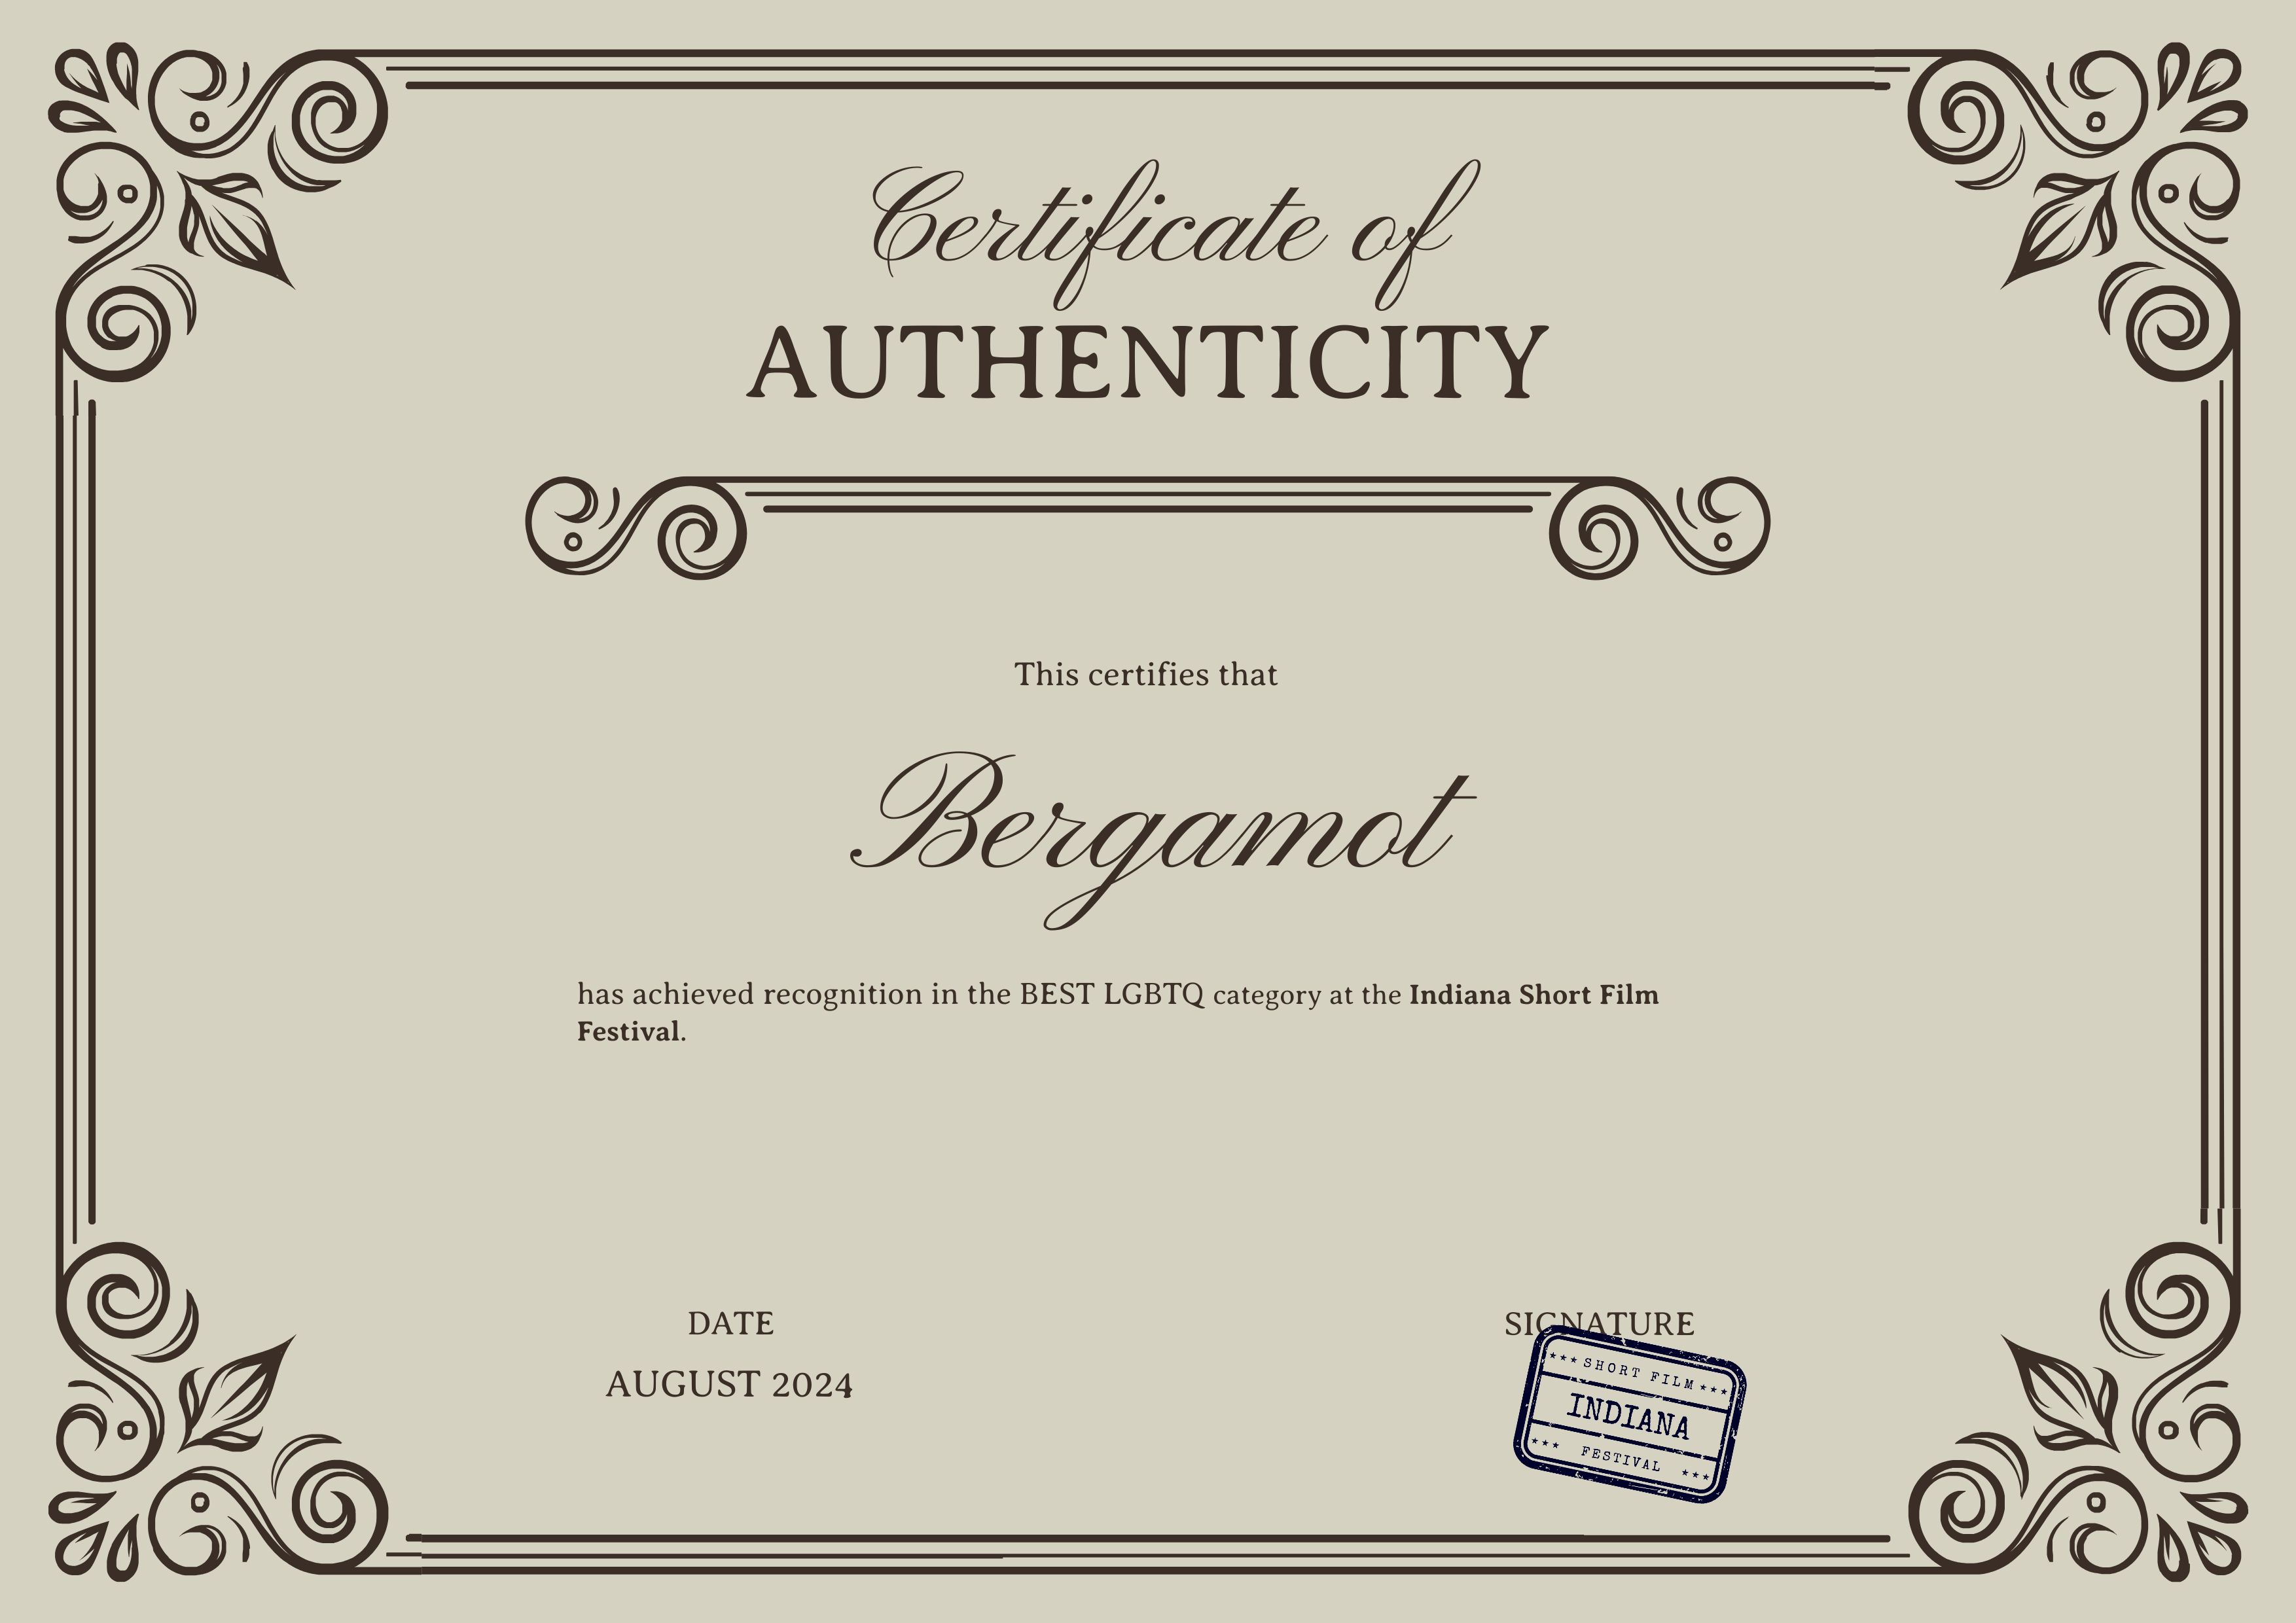 Certificate of
AUTHENTICITY
This certifies that
Bergamot
has achieved recognition in the BEST LGBTQ category at the Indiana Short Film
Festival.
DATE
AUGUST 2024
SIGNATURE
★★★ SHORT FILM ★★★
INDIANA
★★★ FESTIVAL ★★★